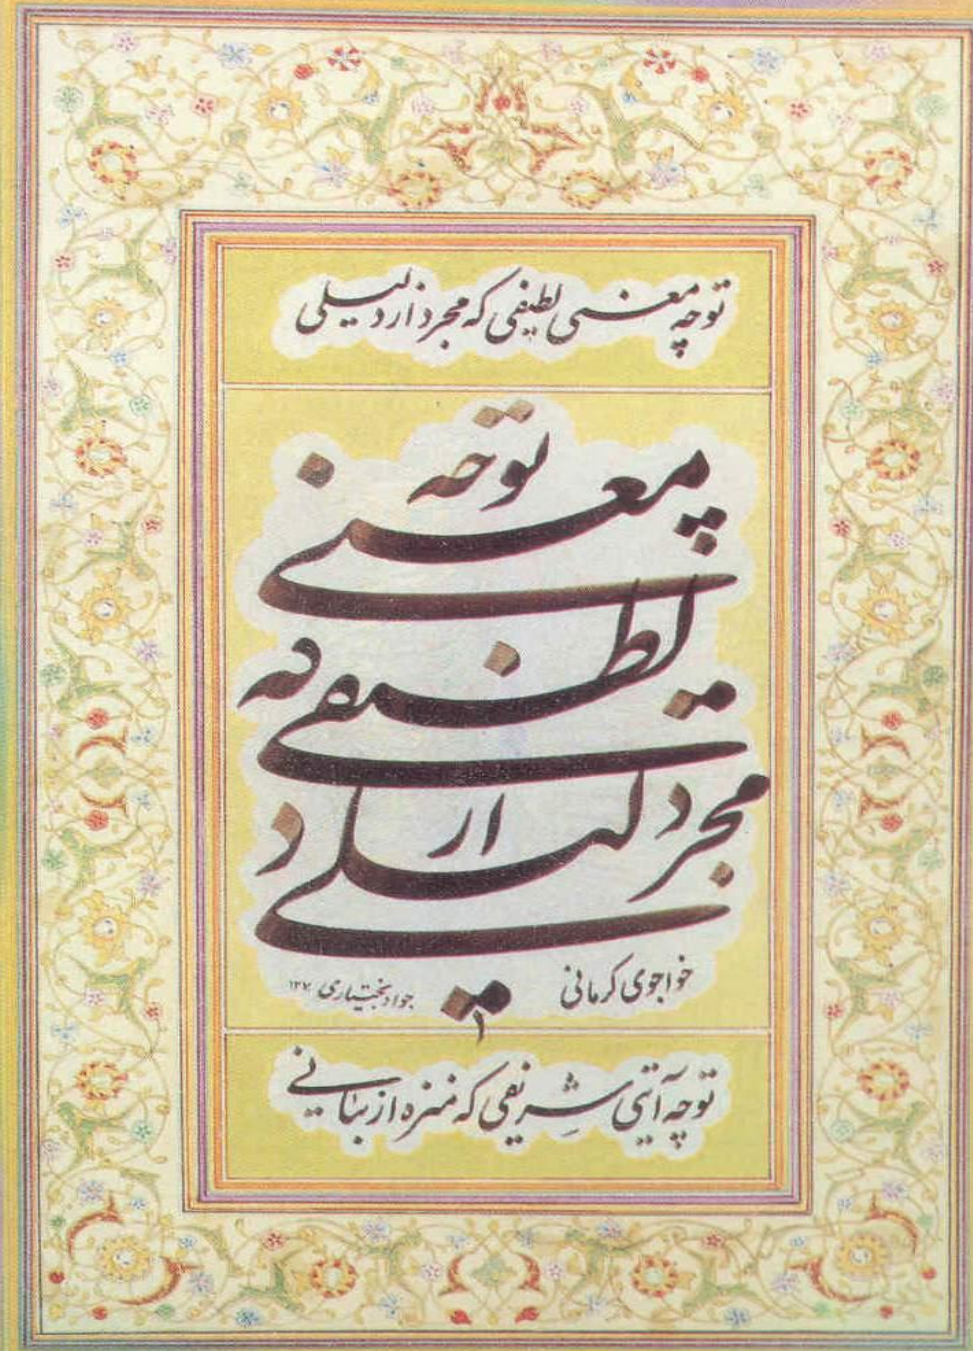 تو چه معنی لطیفی که مجرد از دلیلی
تو چه معنی
لطیفی که
مجرد از دلیلی
خواجوی کرمانی
جواد بختیاری ۱۳۷۰
تو چه آیتی شریفی که منزه از بیانی